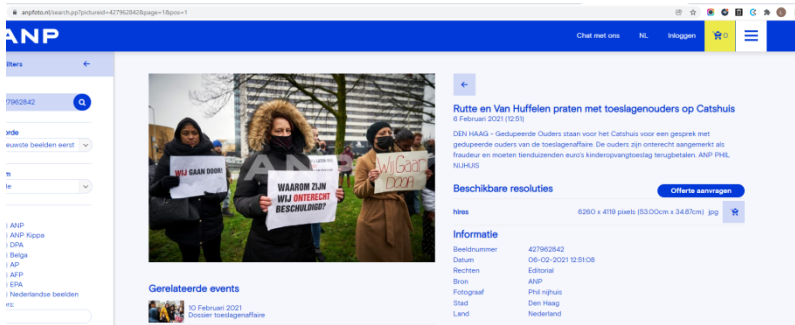 anpfoto.nl/search.pp?pictureid=427962842&page=1&pos=1
ANP
Chat met ons NL Inloggen 0
ilters
7962842
orde
euwste beelden eerst
m
le
ANP
ANP Kippa
DPA
Belga
AP
AFP
EPA
Nederlandse beelden
rs:
WIJ GAAN DOOR!
WAAROM ZIJN
WIJ ONTERECHT
BESCHULDIGD?
Wij Gaan
DOOR
ANP
Gerelateerde events
10 Februari 2021
Dossier toeslagenaffaire
Rutte en Van Huffelen praten met toeslagenouders op Catshuis
6 Februari 2021 (12:51)
DEN HAAG - Gedupeerde Ouders staan voor het Catshuis voor een gesprek met
gedupeerde ouders van de toeslagenaffaire. De ouders zijn onterecht aangemerkt als
fraudeur en moeten tienduizenden euro's kinderopvangtoeslag terugbetalen. ANP PHIL
NIJHUIS
Beschikbare resoluties
Offerte aanvragen
hires 6260 x 4119 pixels (53.00cm x 34.87cm) jpg
Informatie
Beeldnummer 427962842
Datum 06-02-2021 12:51:08
Rechten Editorial
Bron ANP
Fotograaf Phil nijhuis
Stad Den Haag
Land Nederland